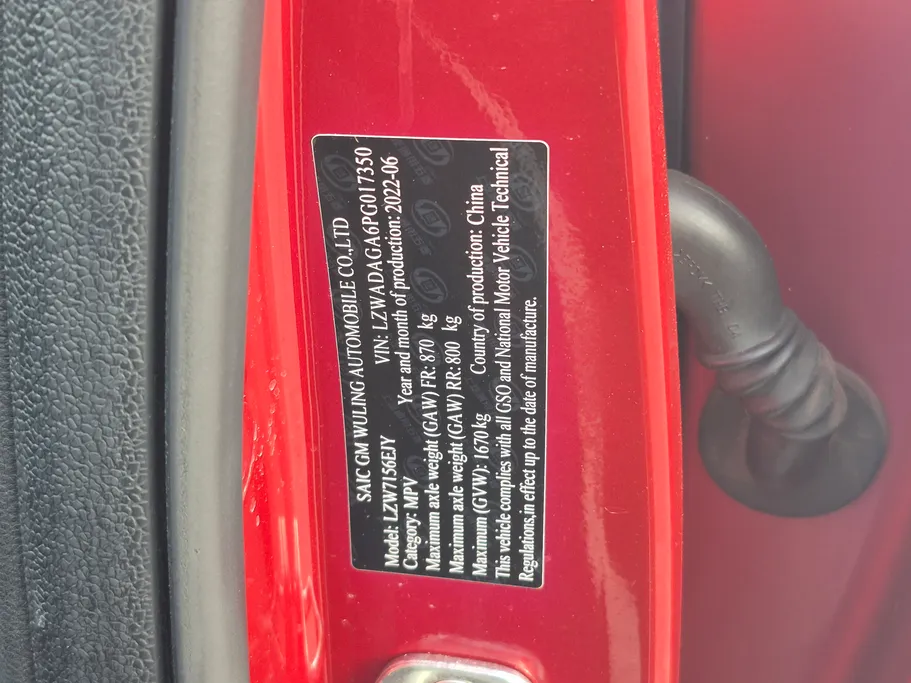 SAIC GM WULING AUTOMOBILE CO.,LTD
Model: LZW7156EJY VIN: LZWADAGA6PG017350
Category: MPV Year and month of production: 2022-06
Maximum axle weight (GAW) FR: 870 kg
Maximum axle weight (GAW) RR: 800 kg
Maximum (GVW): 1670 kg Country of production: China
This vehicle complies with all GSO and National Motor Vehicle Technical
Regulations,in effect up to the date of manufacture.